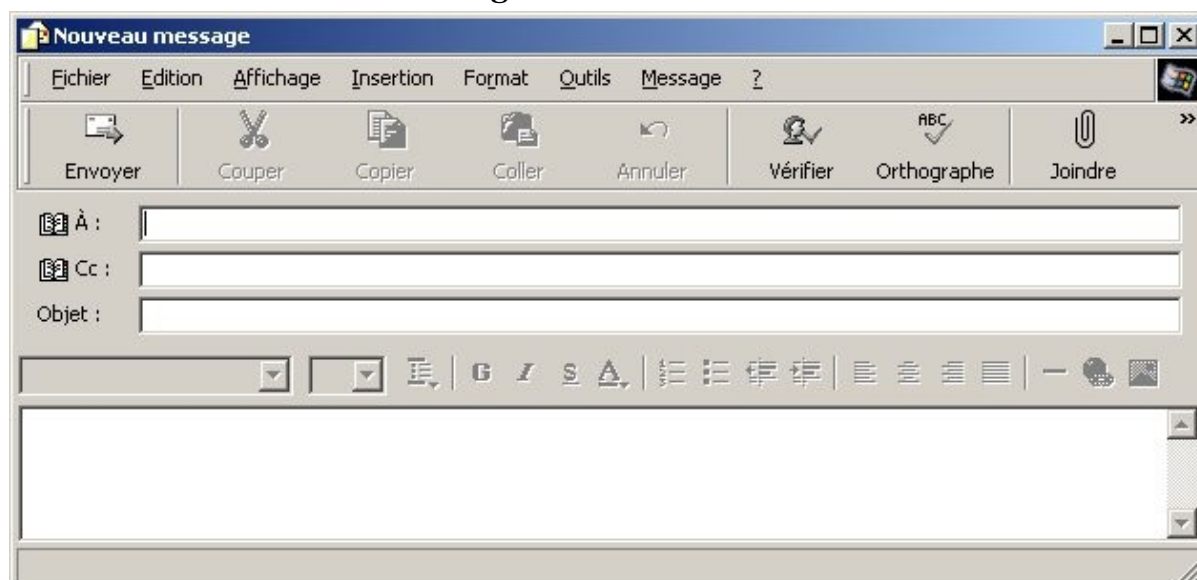 Nouveau message
Fichier Edition Affichage Insertion Format Outils Message ?
ABC
Envoyer Couper Copier Coller Annuler Vérifier Orthographe Joindre »
À :
Cc :
Objet :
G I S A